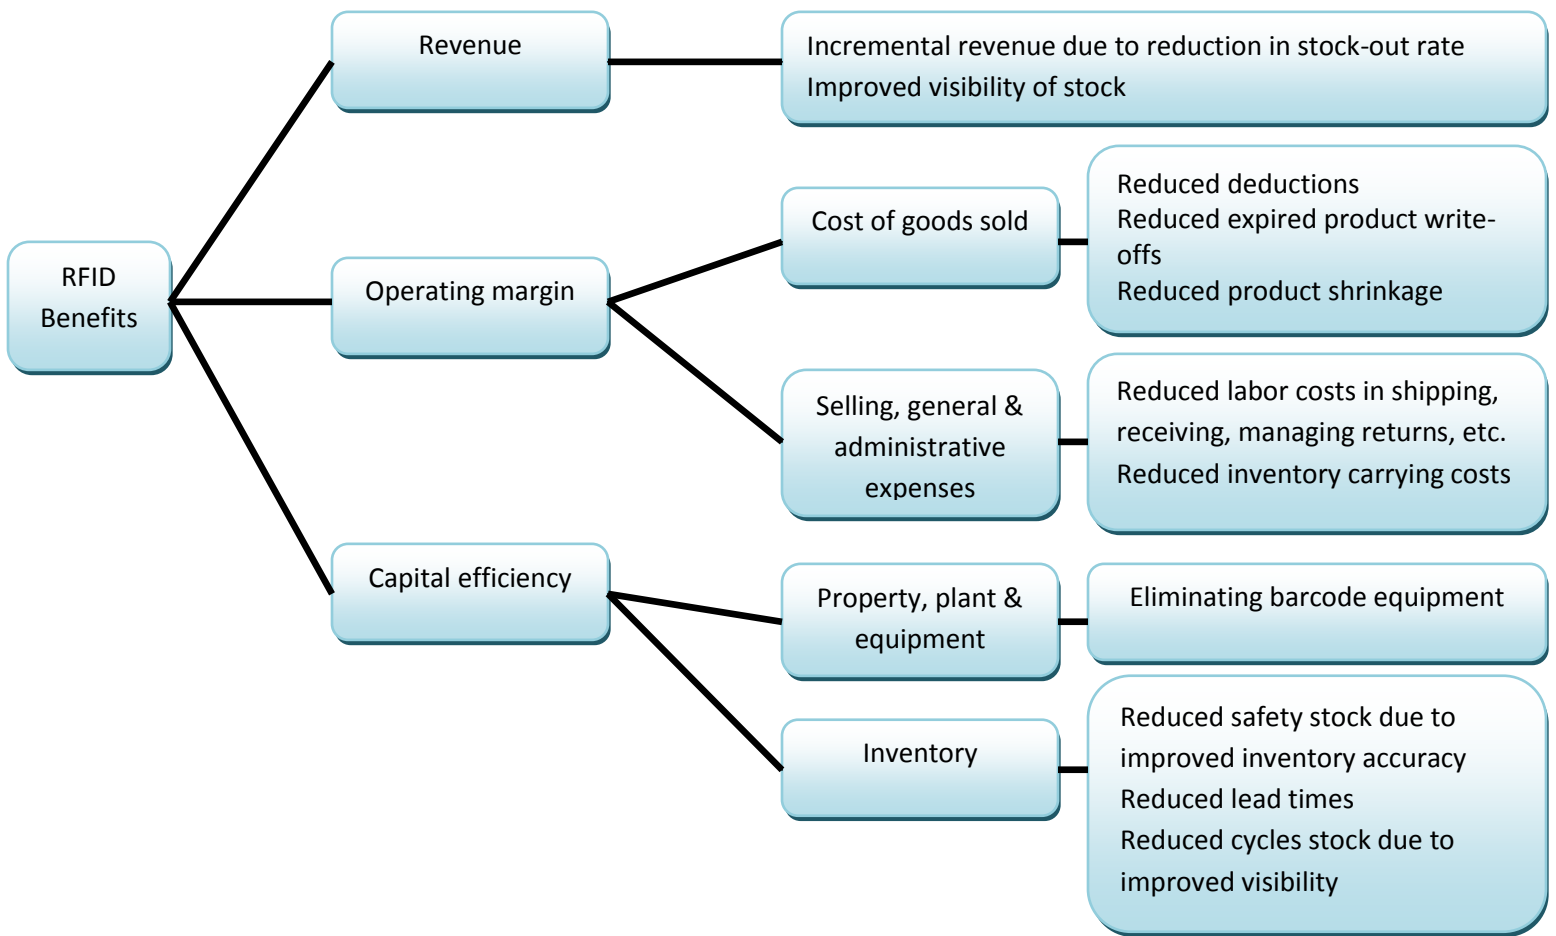 RFID
Benefits
Revenue
Incremental revenue due to reduction in stock-out rate
Improved visibility of stock
Operating margin
Cost of goods sold
Reduced deductions
Reduced expired product write-
offs
Reduced product shrinkage
Selling, general &
administrative
expenses
Reduced labor costs in shipping,
receiving, managing returns, etc.
Reduced inventory carrying costs
Capital efficiency
Property, plant &
equipment
Eliminating barcode equipment
Inventory
Reduced safety stock due to
improved inventory accuracy
Reduced lead times
Reduced cycles stock due to
improved visibility